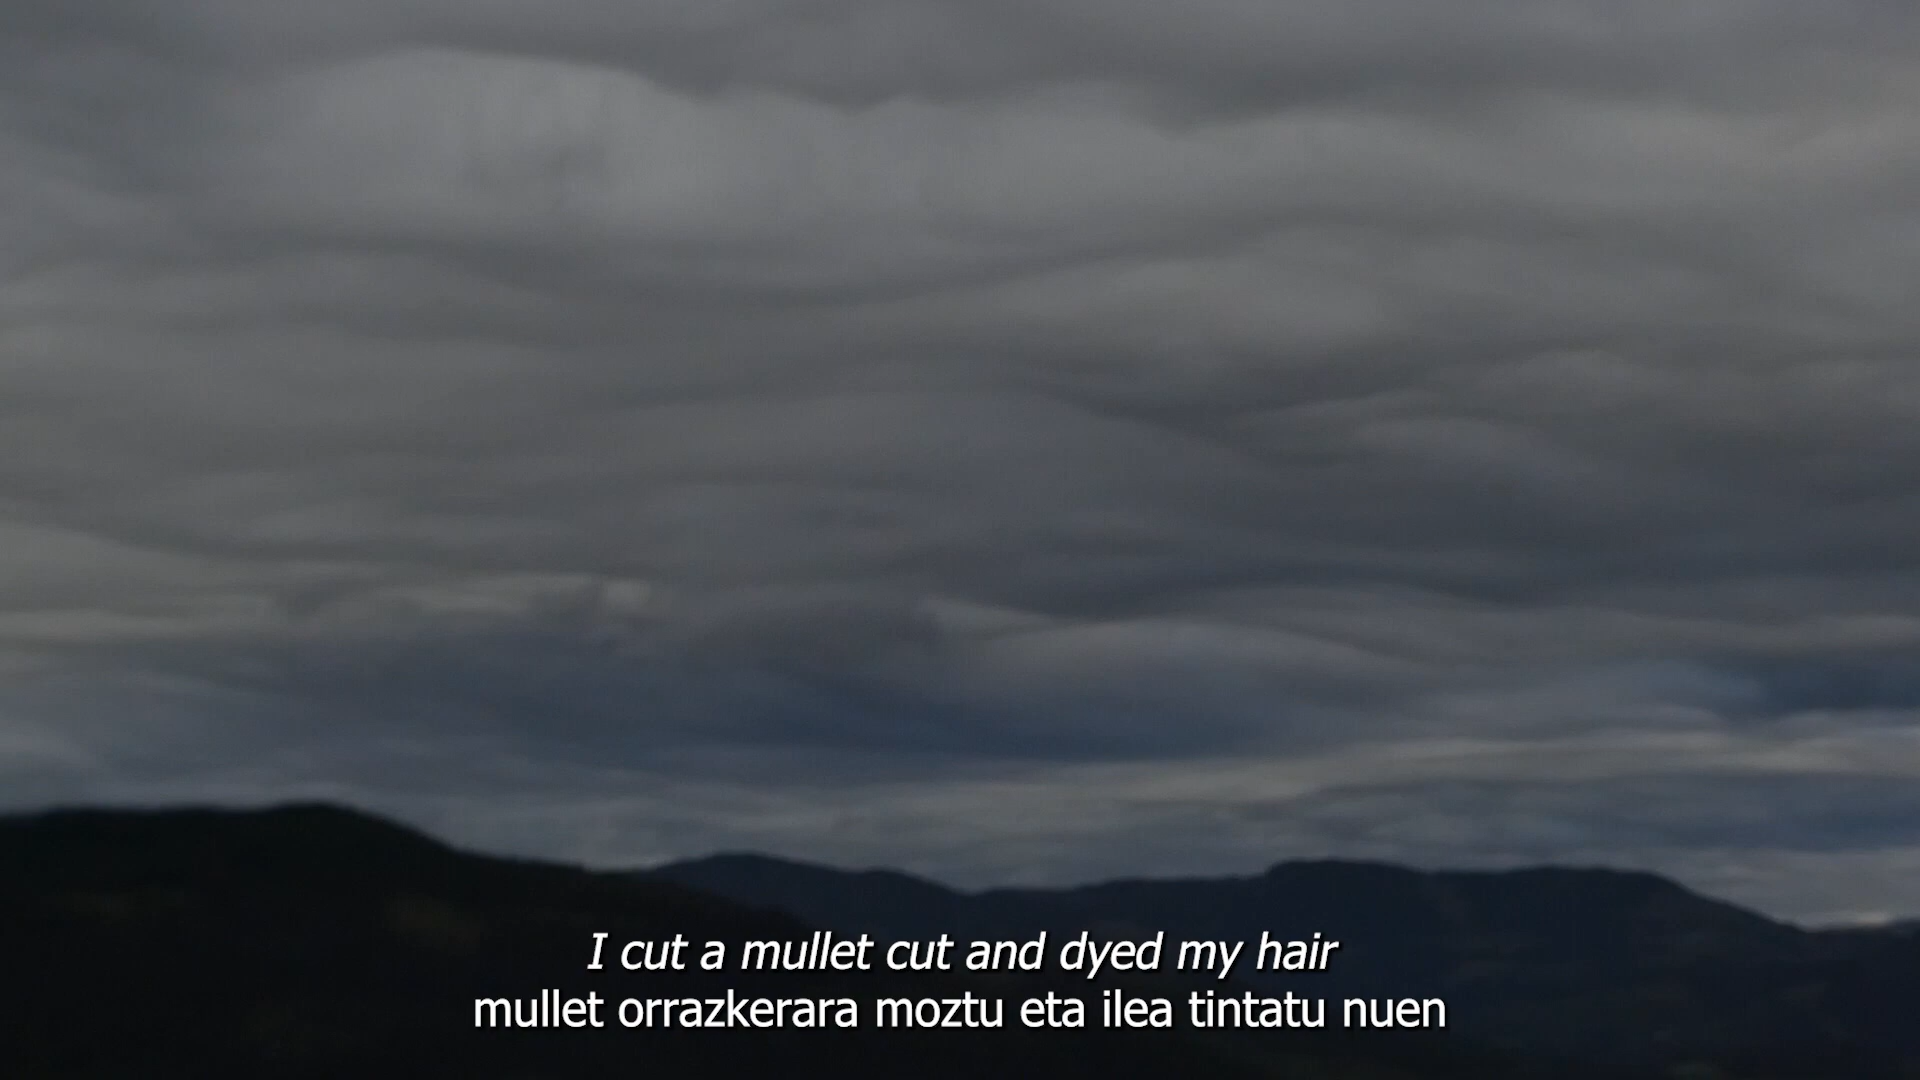 I cut a mullet cut and dyed my hair
mullet orrazkerara moztu eta ilea tintatu nuen